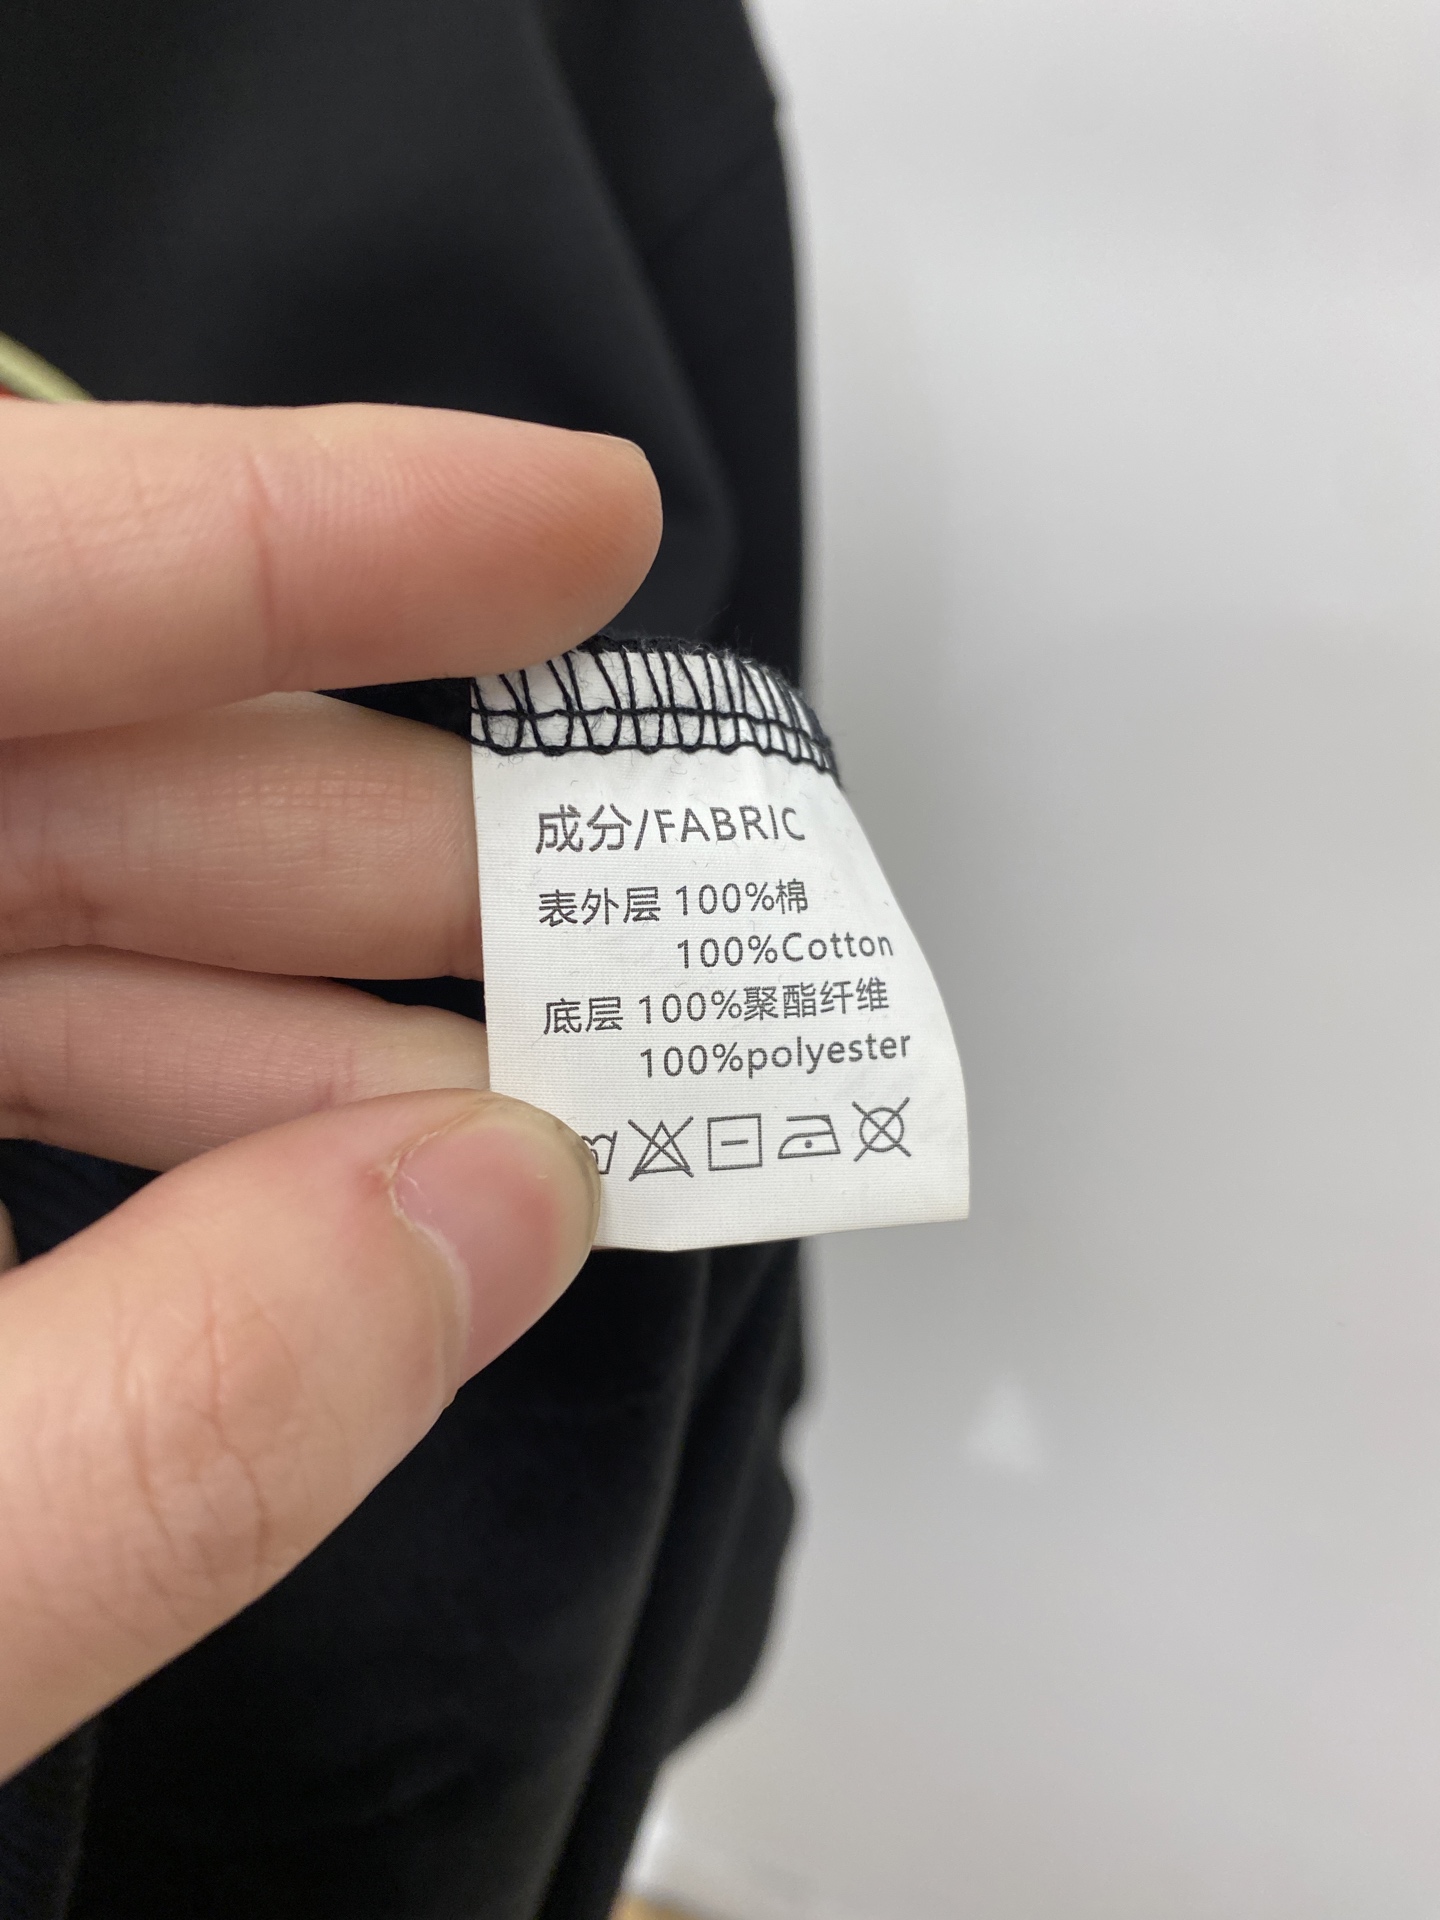 成分/FABRIC
表外层 100%棉
100%Cotton
底层 100%聚酯纤维
100%polyester